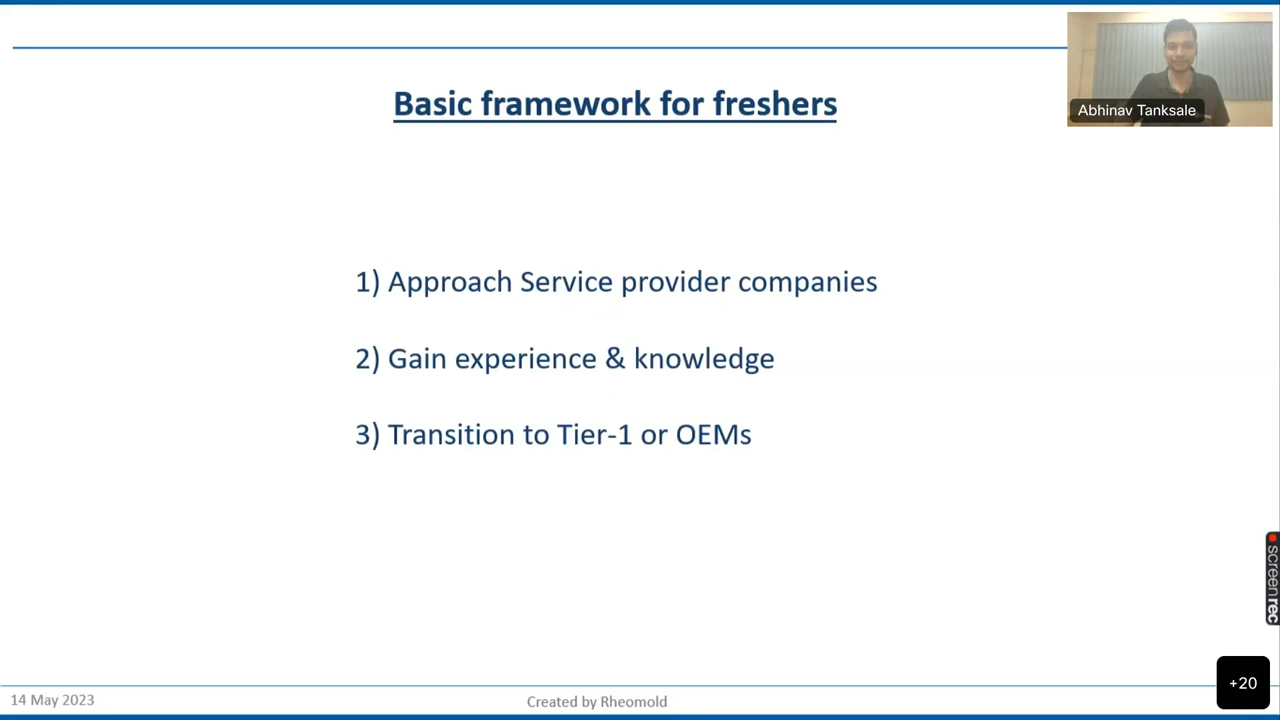 Basic framework for freshers
Abhinav Tanksale
1) Approach Service provider companies
2) Gain experience & knowledge
3) Transition to Tier-1 or OEMs
screenrec
+20
14 May 2023
Created by Rheomold